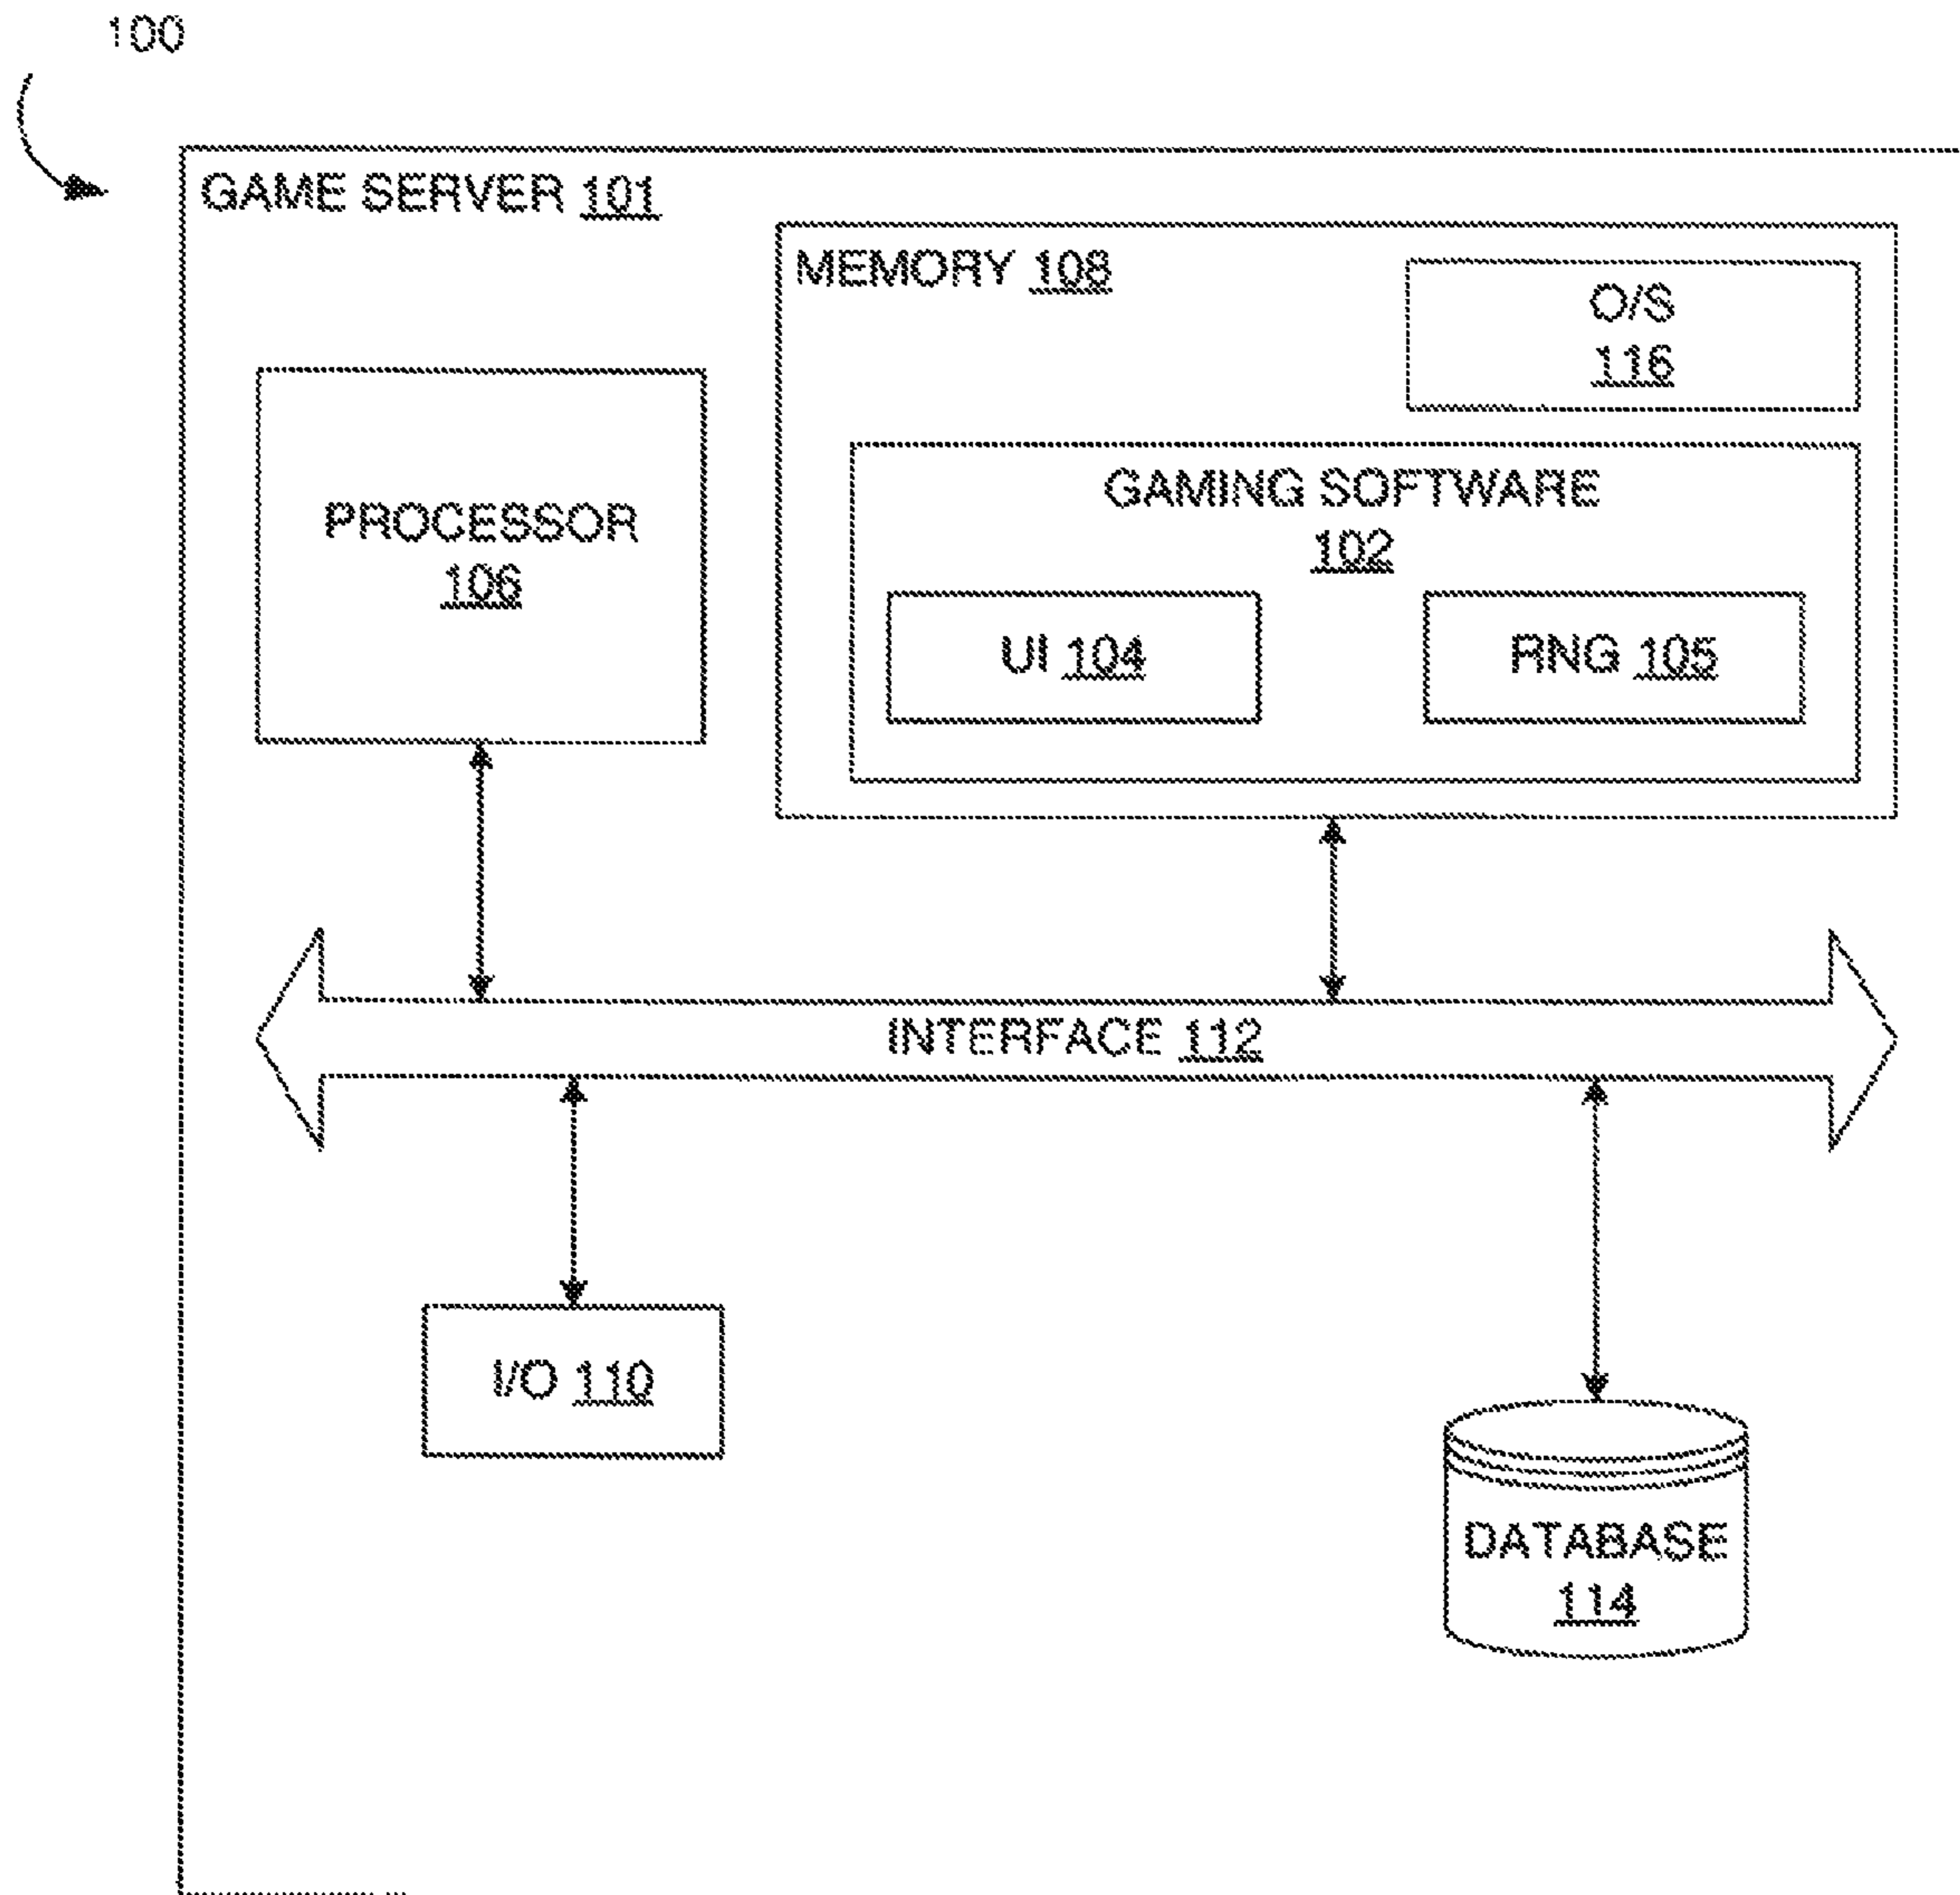 100
GAME SERVER 101
MEMORY 108
O/S
116
PROCESSOR
106
GAMING SOFTWARE
102
UI 104
RNG 105
INTERFACE 112
I/O 110
DATABASE
114